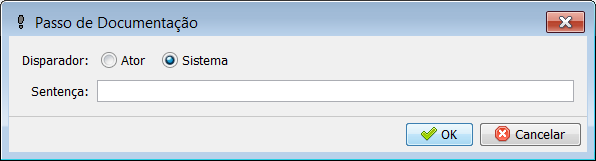 Passo de Documentação
Disparador: Ator Sistema
Sentença:
OK Cancelar